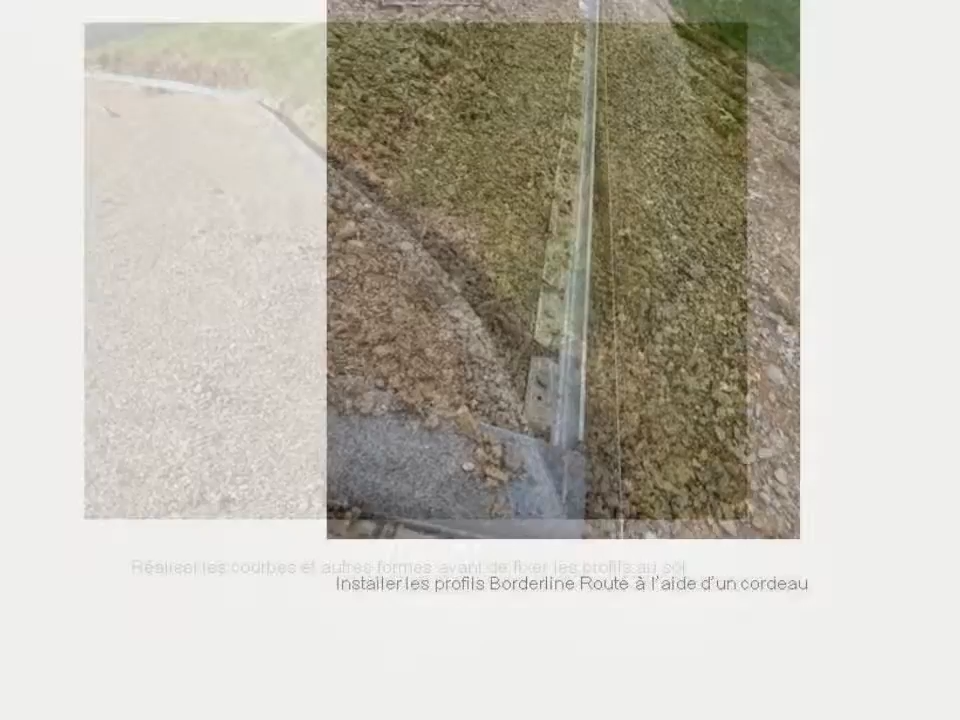 Réaliser les courbes et autres formes avant de fixer les profils au sol
Installer les profils Borderline Route à l'aide d'un cordeau